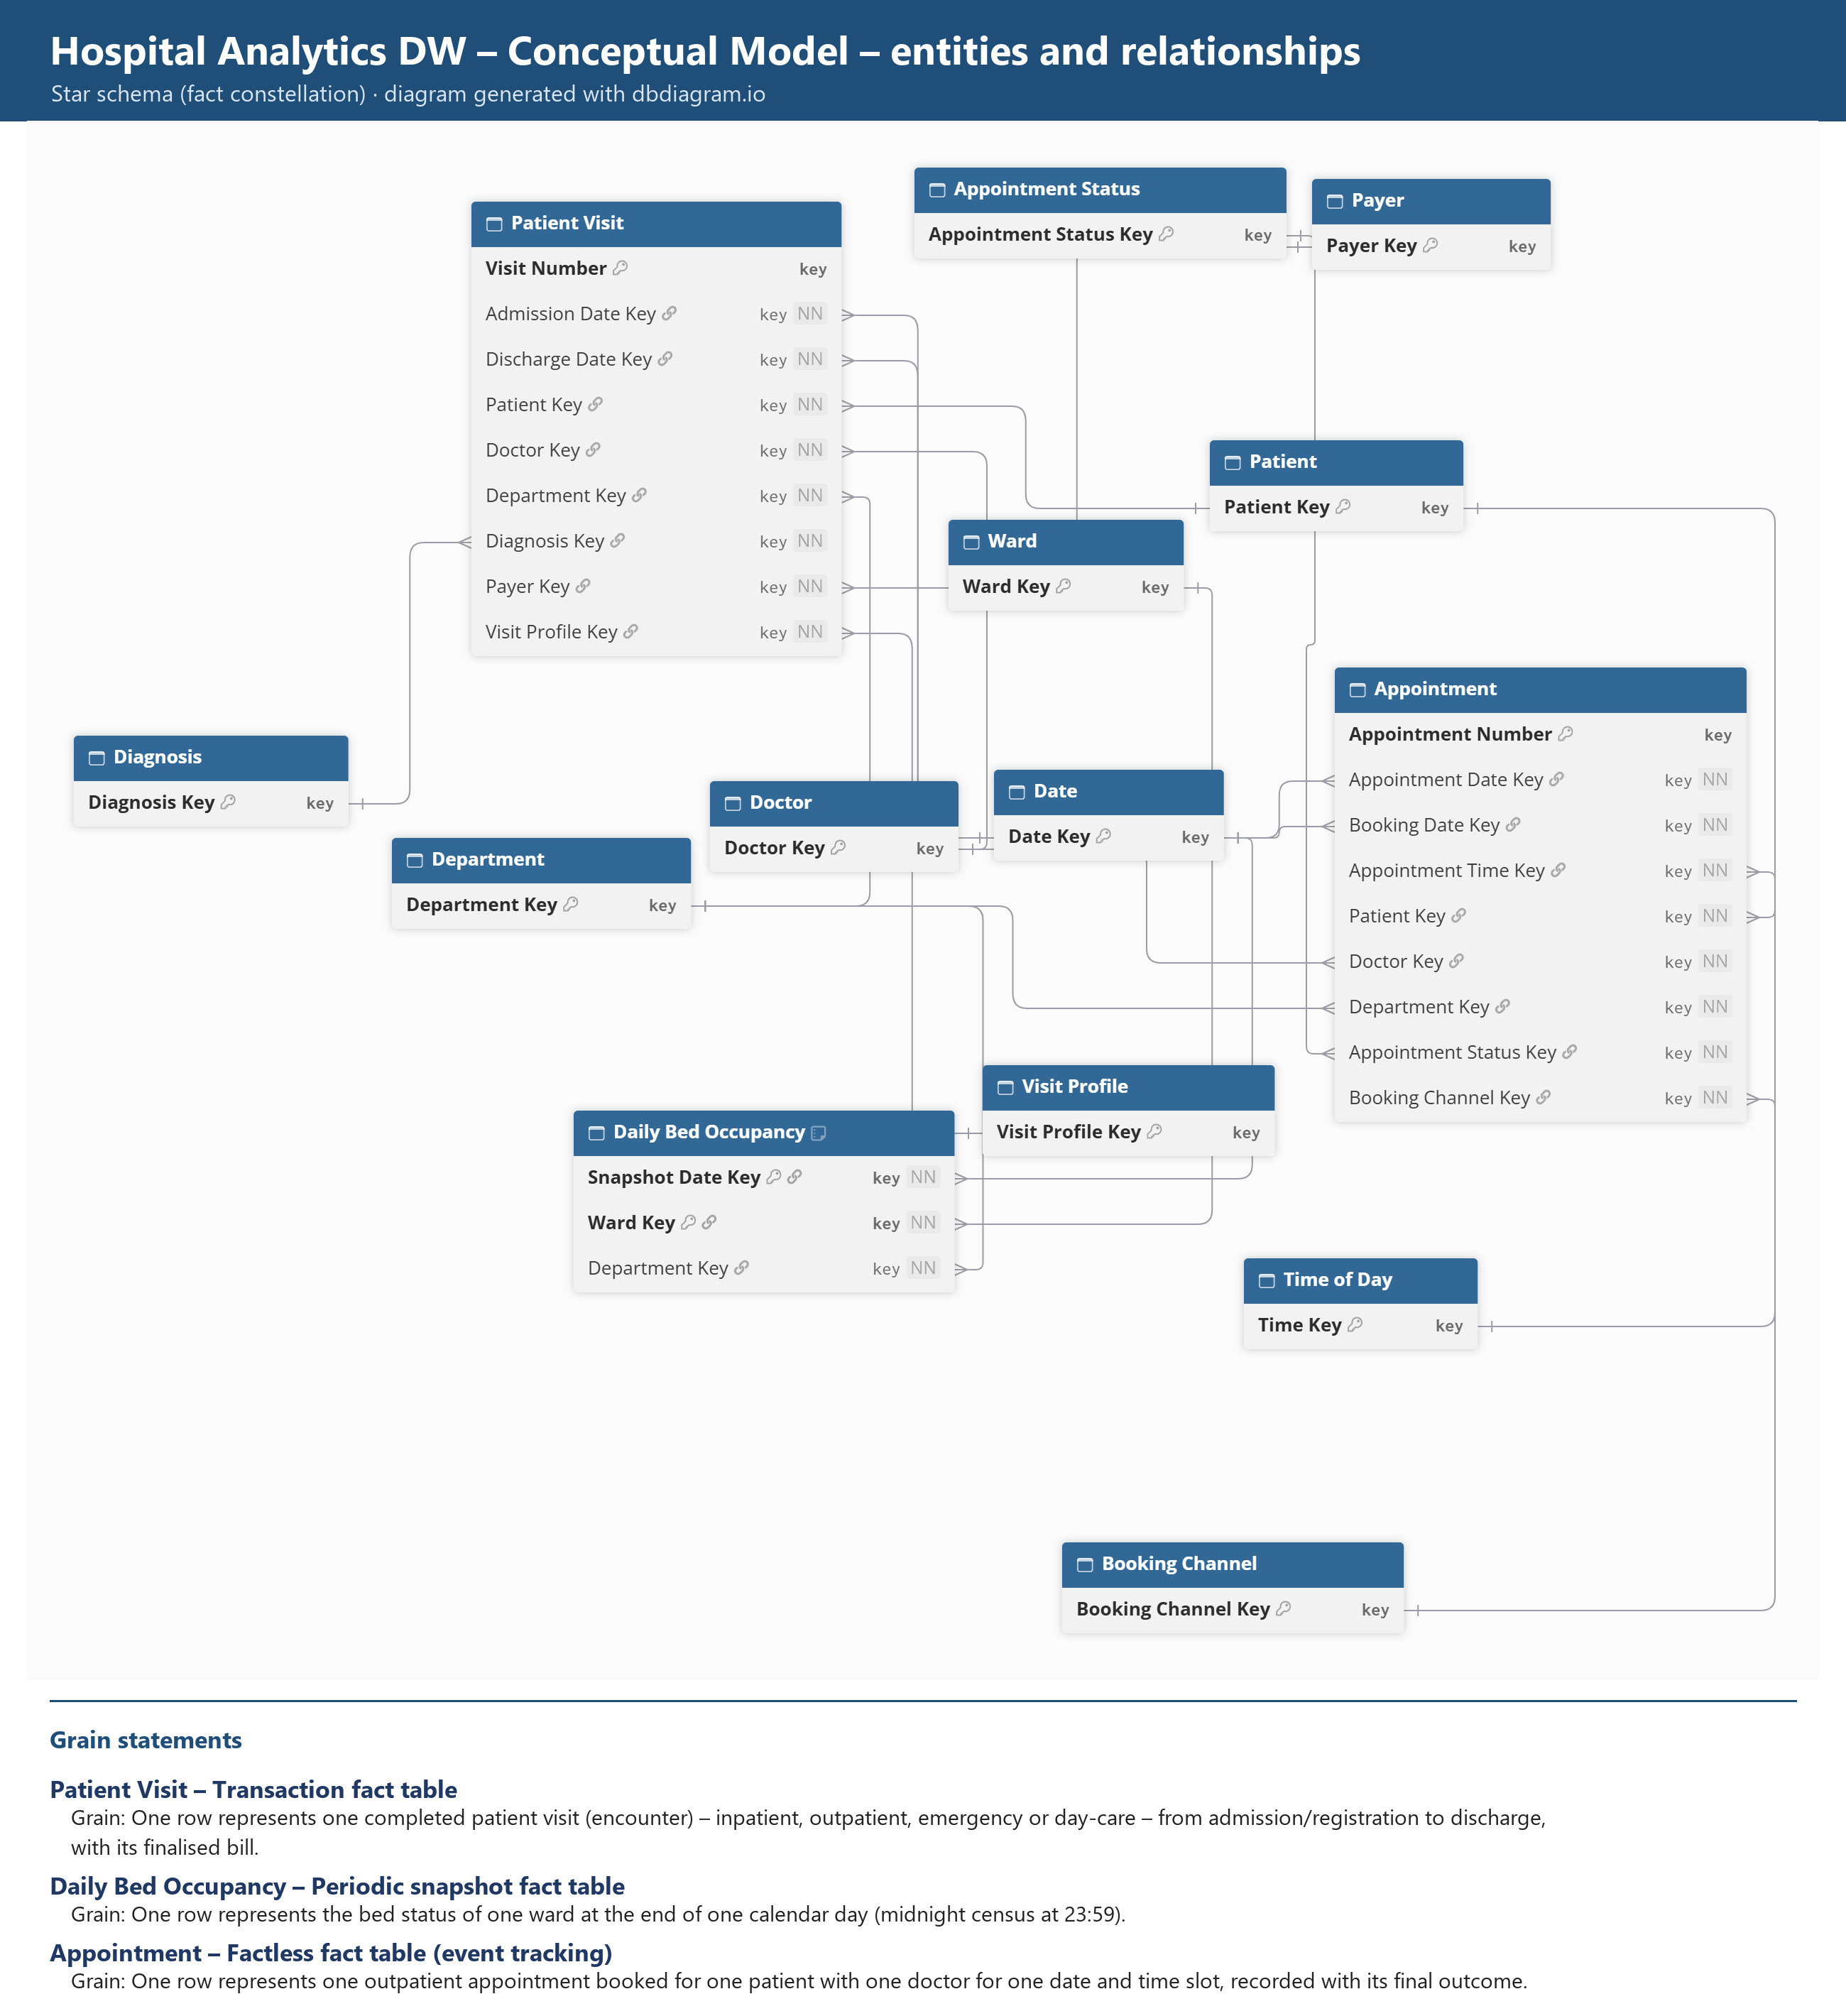 Hospital Analytics DW – Conceptual Model – entities and relationships
Star schema (fact constellation) · diagram generated with dbdiagram.io
Appointment Status
Appointment Status Key key
Payer
Payer Key key
Patient Visit
Visit Number key
Admission Date Key key NN
Discharge Date Key key NN
Patient Key key NN
Doctor Key key NN
Department Key key NN
Diagnosis Key key NN
Payer Key key NN
Visit Profile Key key NN
Patient
Patient Key key
Ward
Ward Key key
Appointment
Appointment Number key
Appointment Date Key key NN
Booking Date Key key NN
Appointment Time Key key NN
Patient Key key NN
Doctor Key key NN
Department Key key NN
Appointment Status Key key NN
Booking Channel Key key NN
Diagnosis
Diagnosis Key key
Doctor
Doctor Key key
Date
Date Key key
Department
Department Key key
Visit Profile
Visit Profile Key key
Daily Bed Occupancy
Snapshot Date Key key NN
Ward Key key NN
Department Key key NN
Time of Day
Time Key key
Booking Channel
Booking Channel Key key
Grain statements
Patient Visit – Transaction fact table
Grain: One row represents one completed patient visit (encounter) – inpatient, outpatient, emergency or day-care – from admission/registration to discharge,
with its finalised bill.
Daily Bed Occupancy – Periodic snapshot fact table
Grain: One row represents the bed status of one ward at the end of one calendar day (midnight census at 23:59).
Appointment – Factless fact table (event tracking)
Grain: One row represents one outpatient appointment booked for one patient with one doctor for one date and time slot, recorded with its final outcome.